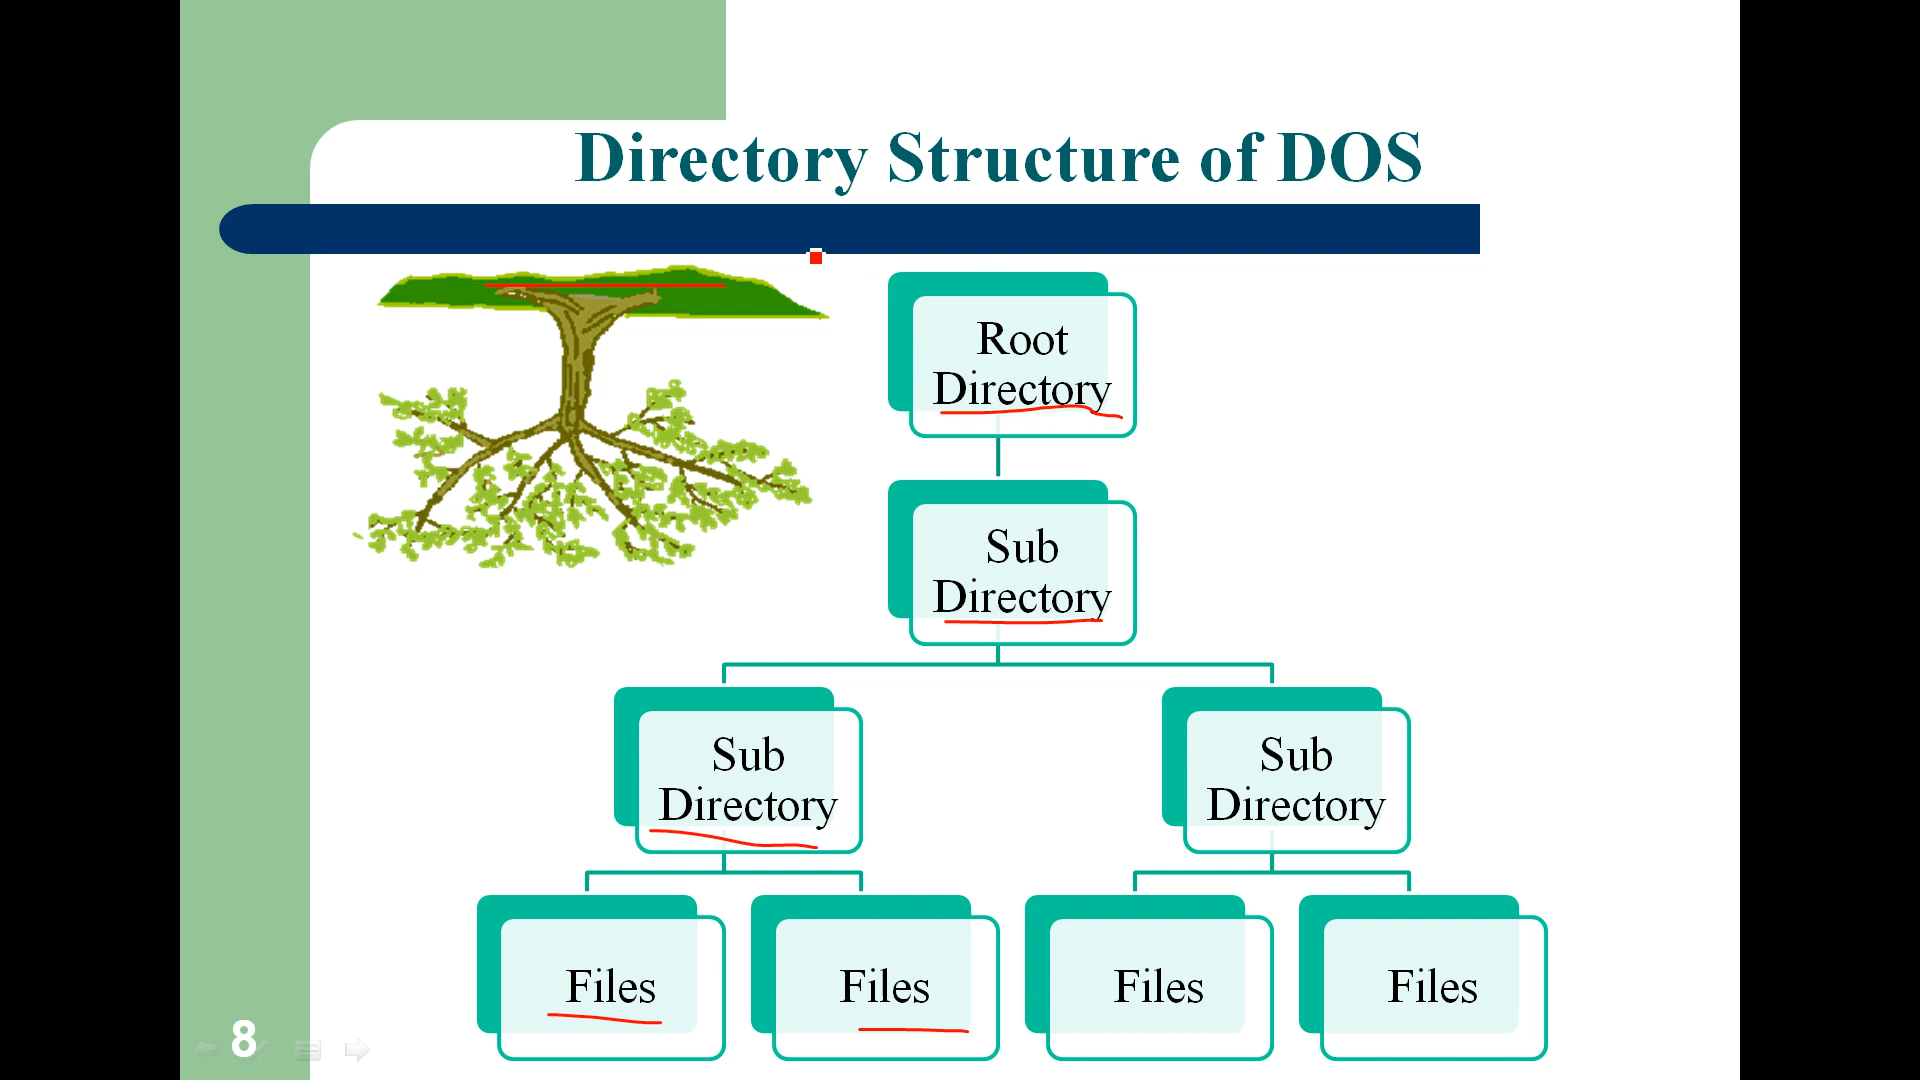 Directory Structure of DOS
Root
Directory
Sub
Directory
Sub
Directory
Sub
Directory
Files
Files
Files
Files
8